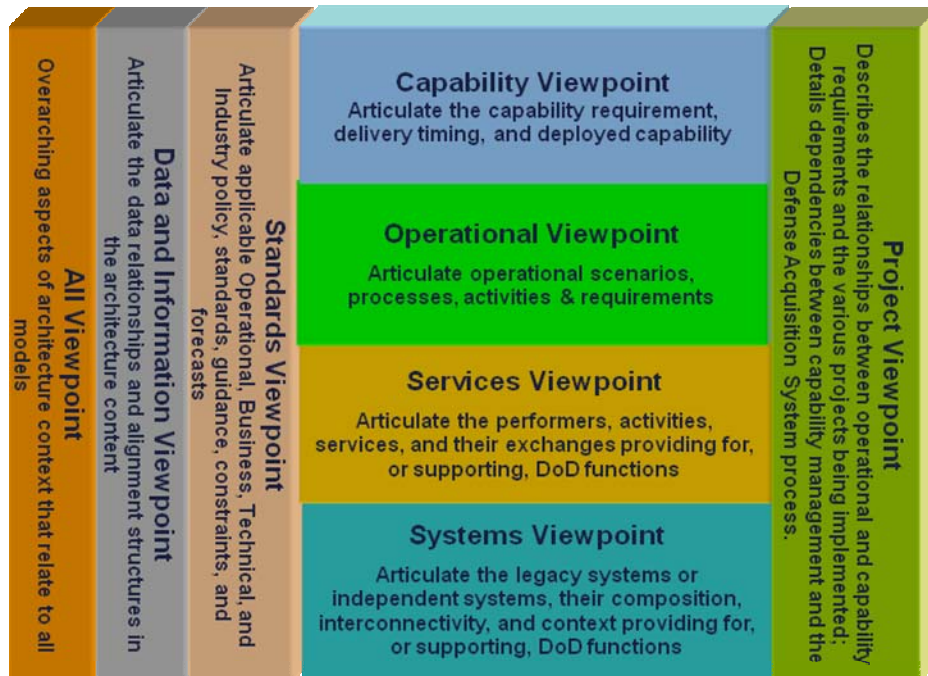 All Viewpoint
Overarching aspects of architecture context that relate to all
models
Data and Information Viewpoint
Articulate the data relationships and alignment structures in
the architecture content
Standards Viewpoint
Articulate applicable Operational, Business, Technical, and
Industry policy, standards, guidance, constraints, and
forecasts
Capability Viewpoint
Articulate the capability requirement,
delivery timing, and deployed capability
Operational Viewpoint
Articulate operational scenarios,
processes, activities & requirements
Services Viewpoint
Articulate the performers, activities,
services, and their exchanges providing for,
or supporting, DoD functions
Systems Viewpoint
Articulate the legacy systems or
independent systems, their composition,
interconnectivity, and context providing for,
or supporting, DoD functions
Project Viewpoint
Describes the relationships between operational and capability
requirements and the various projects being implemented;
Details dependencies between capability management and the
Defense Acquisition System process.